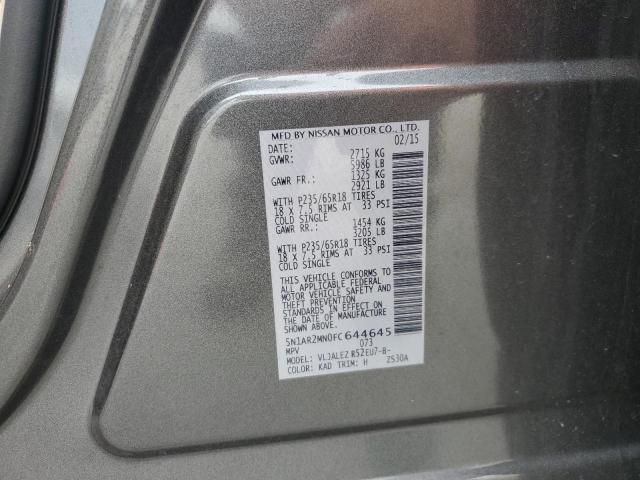 MFD BY NISSAN MOTOR CO., LTD.
DATE: 02/15
GVWR: 2715 KG
5986 LB
GAWR FR.: 1325 KG
2921 LB
WITH P235/65R18 TIRES
18 X 7.5 RIMS AT 33 PSI
COLD SINGLE
GAWR RR.: 1454 KG
3205 LB
WITH P235/65R18 TIRES
18 X 7.5 RIMS AT 33 PSI
COLD SINGLE
THIS VEHICLE CONFORMS TO
ALL APPLICABLE FEDERAL
MOTOR VEHICLE SAFETY AND
THEFT PREVENTION
STANDARDS IN EFFECT ON
THE DATE OF MANUFACTURE
5N1AR2MN0FC644645
MPV 073
MODEL: VLJALEZ R52EU7-B-
COLOR: KAD TRIM: H ZS30A